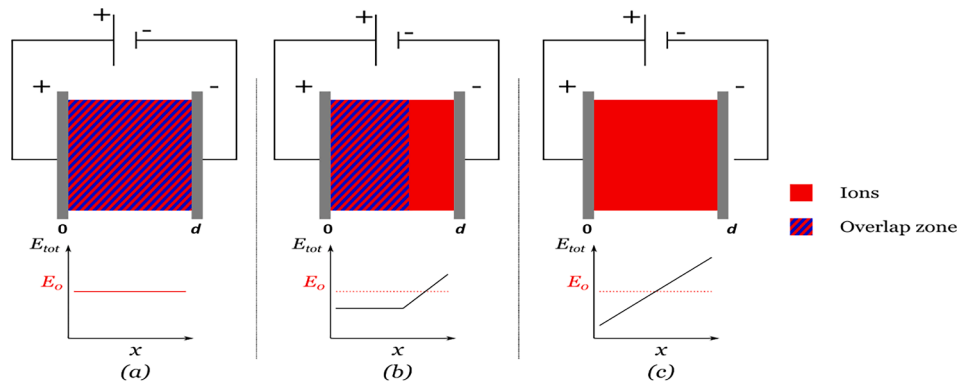 + - + - + -
+ - + - + -
0 d 0 d 0 d
Ions
Overlap zone
E_tot E_tot E_tot
E_o E_o E_o
x x x
(a) (b) (c)